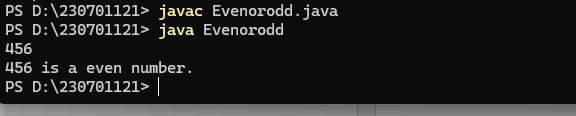 PS D:\230701121> javac Evenorodd.java
PS D:\230701121> java Evenorodd
456
456 is a even number.
PS D:\230701121>